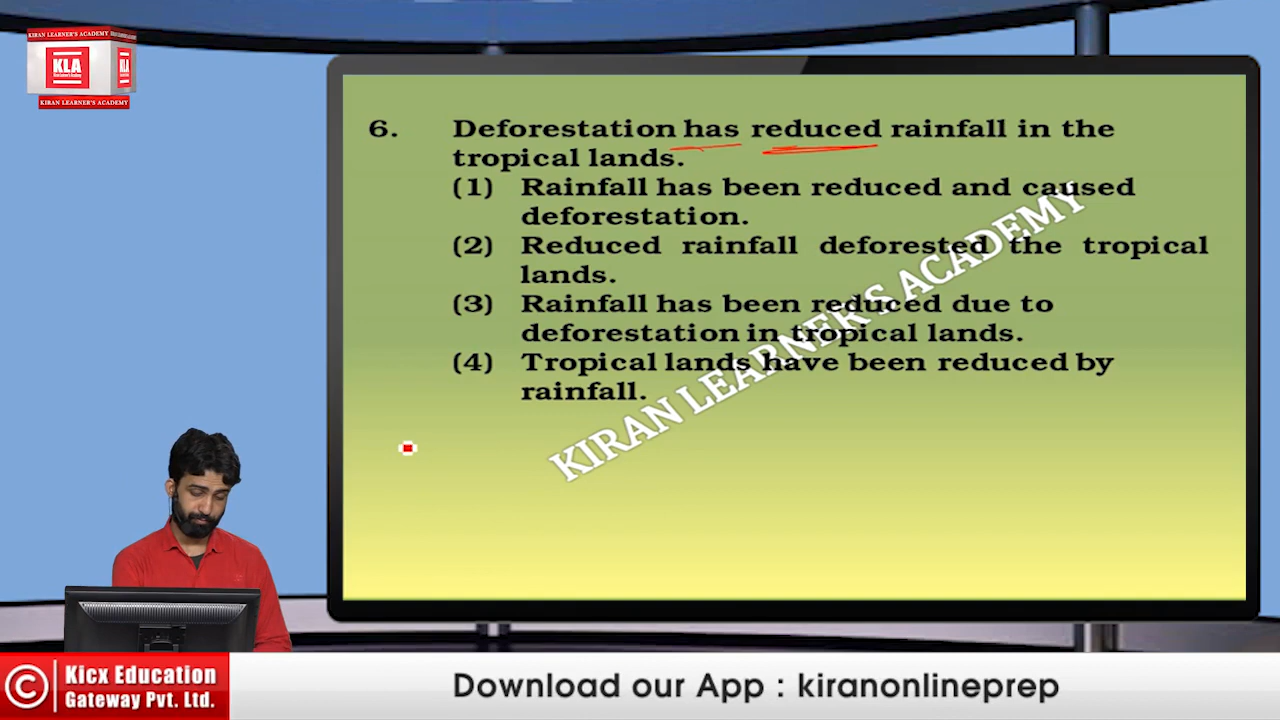 KIRAN LEARNER'S ACADEMY
KLA
KIRAN LEARNER'S ACADEMY
6. Deforestation has reduced rainfall in the
tropical lands.
(1) Rainfall has been reduced and caused
deforestation.
(2) Reduced rainfall deforested the tropical
lands.
(3) Rainfall has been reduced due to
deforestation in tropical lands.
(4) Tropical lands have been reduced by
rainfall.
KIRAN LEARNER'S ACADEMY
© Kicx Education
Gateway Pvt. Ltd.
Download our App : kiranonlineprep